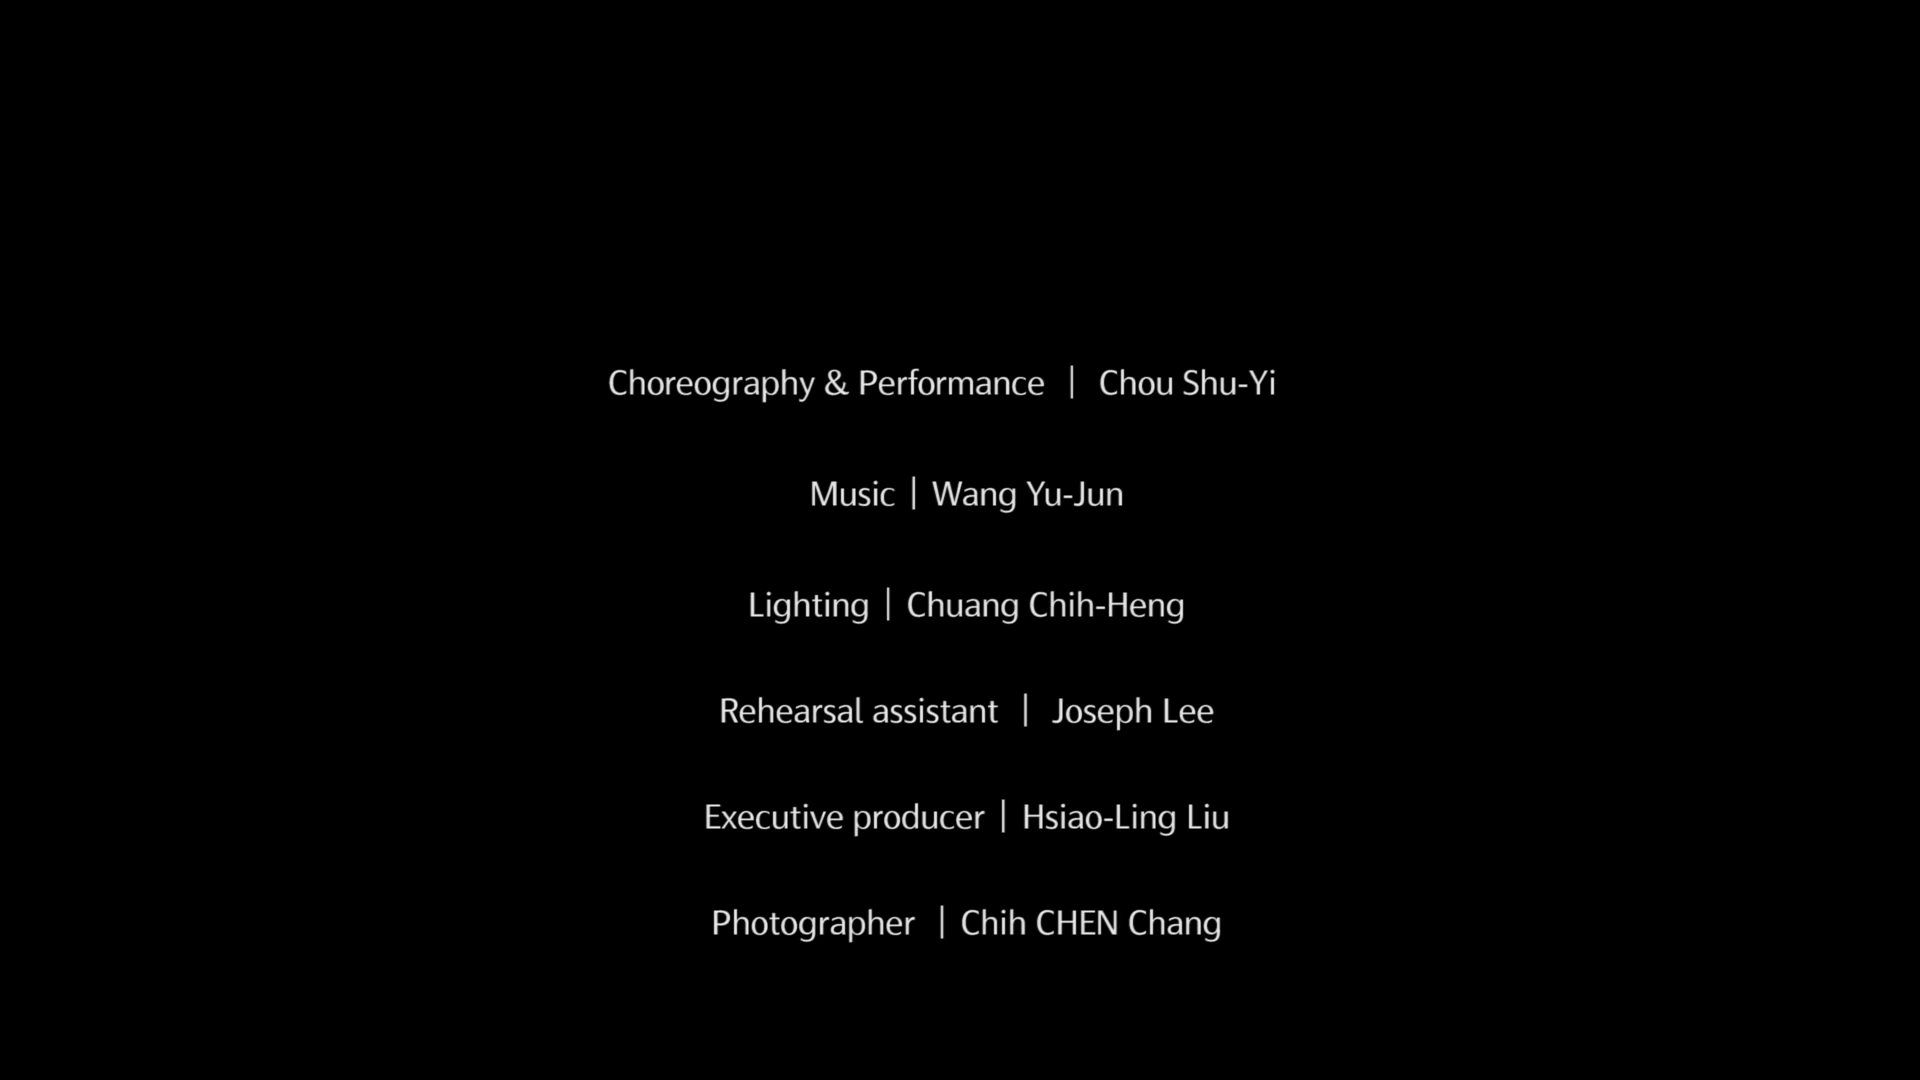 Choreography & Performance | Chou Shu-Yi
Music | Wang Yu-Jun
Lighting | Chuang Chih-Heng
Rehearsal assistant | Joseph Lee
Executive producer | Hsiao-Ling Liu
Photographer | Chih CHEN Chang